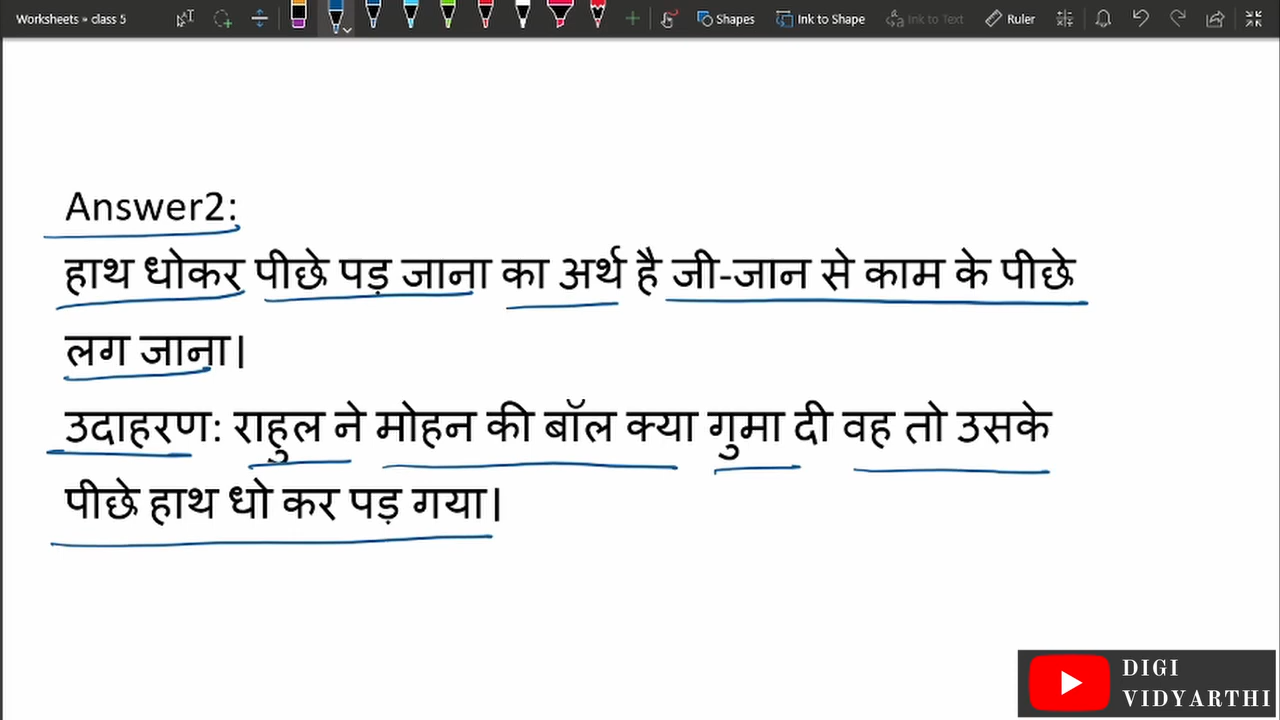 Worksheets » class 5
Shapes
Ink to Shape
Ink to Text
Ruler
Answer2:
हाथ धोकर पीछे पड़ जाना का अर्थ है जी-जान से काम के पीछे
लग जाना।
उदाहरण: राहुल ने मोहन की बॉल क्या गुमा दी वह तो उसके
पीछे हाथ धो कर पड़ गया।
DIGI
VIDYARTHI